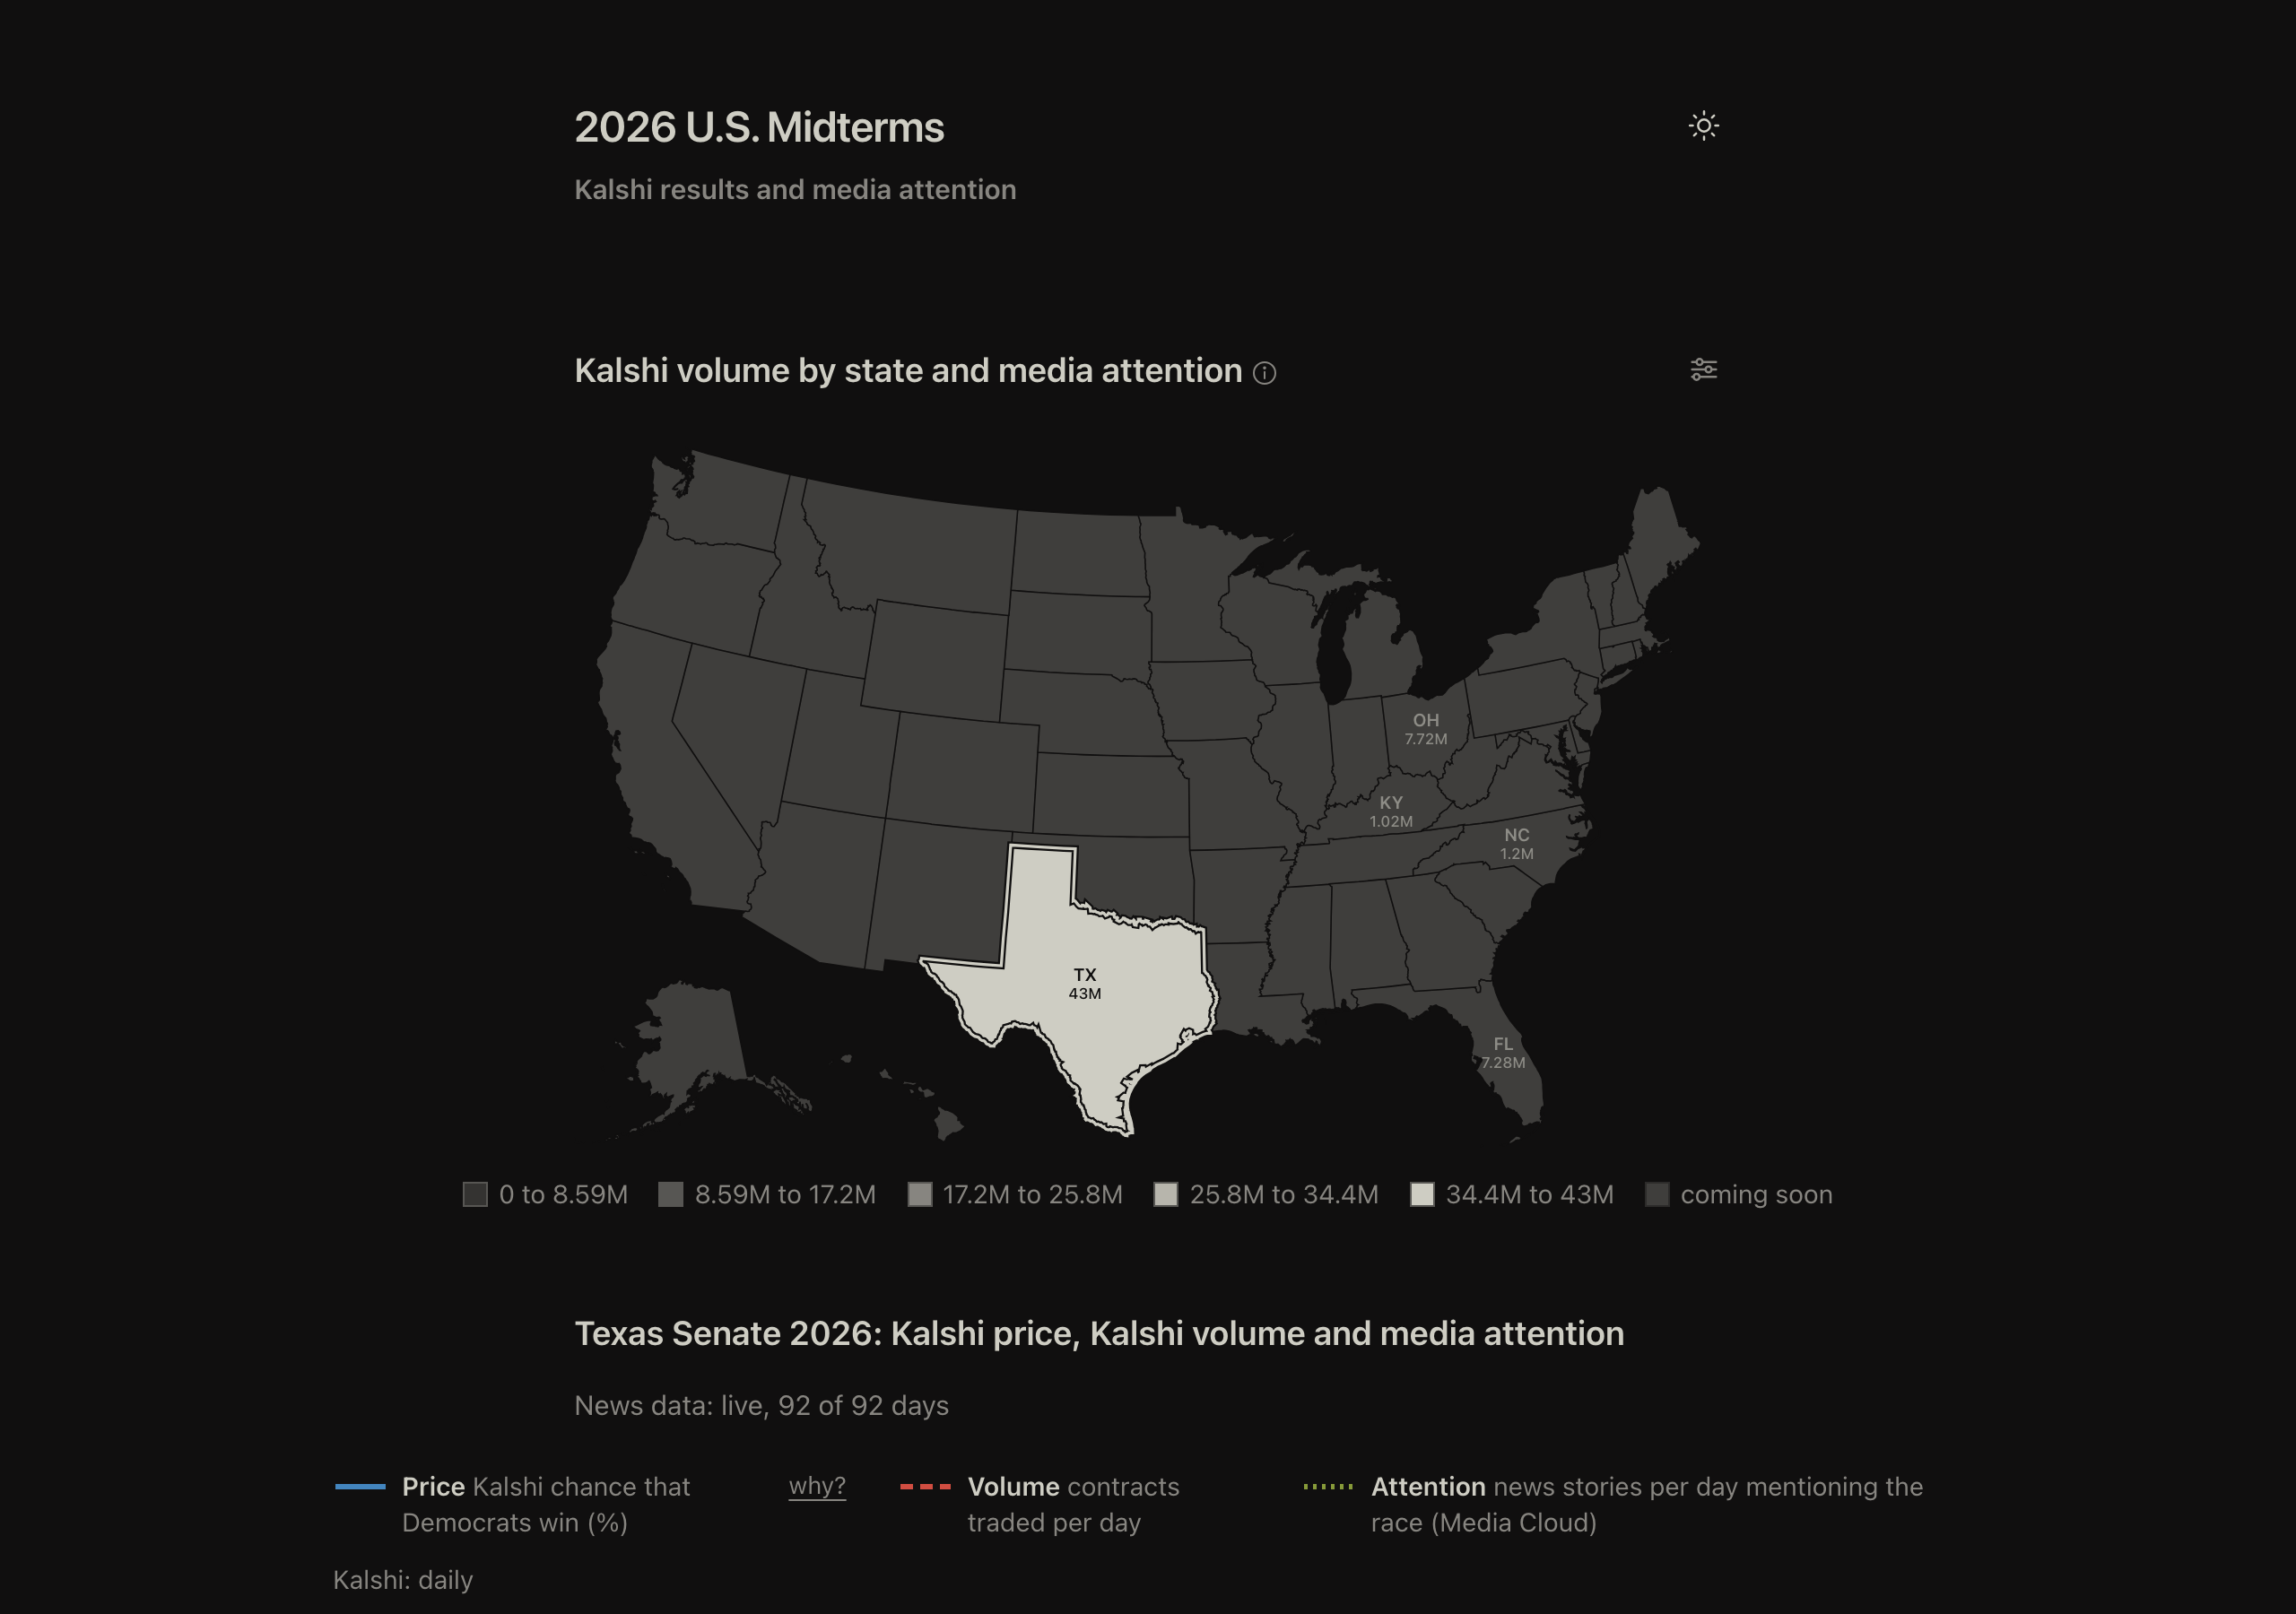 2026 U.S. Midterms
Kalshi results and media attention
Kalshi volume by state and media attention
OH
7.72M
KY
1.02M
NC
1.2M
TX
43M
FL
7.28M
0 to 8.59M
8.59M to 17.2M
17.2M to 25.8M
25.8M to 34.4M
34.4M to 43M
coming soon
Texas Senate 2026: Kalshi price, Kalshi volume and media attention
News data: live, 92 of 92 days
Price Kalshi chance that
Democrats win (%)
why?
Volume contracts
traded per day
Attention news stories per day mentioning the
race (Media Cloud)
Kalshi: daily